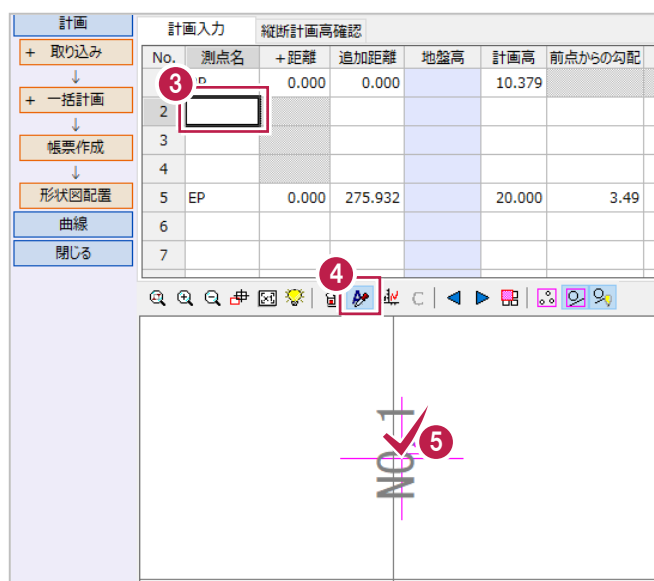 計画
+ 取り込み
↓
+ 一括計画
↓
帳票作成
↓
形状図配置
曲線
閉じる
計画入力 縦断計画高確認
No. 測点名 +距離 追加距離 地盤高 計画高 前点からの勾配
3 0.000 0.000 10.379
2
3
4
5 EP 0.000 275.932 20.000 3.49
6
7
4
5